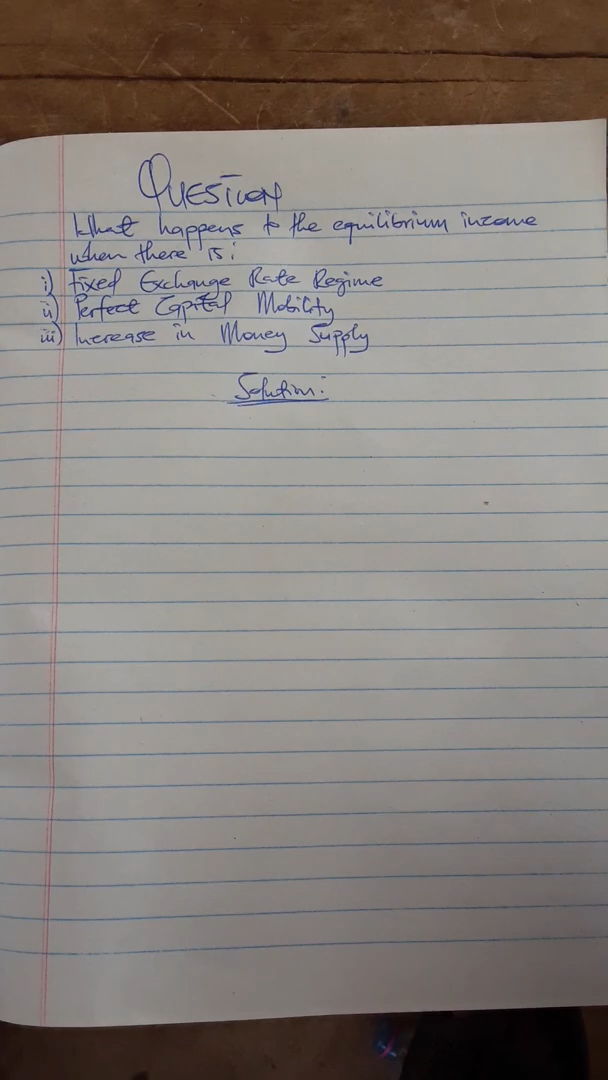 QUESTION
What happens to the equilibrium income
when there is:
i) Fixed Exchange Rate Regime
ii) Perfect Capital Mobility
iii) Increase in Money Supply
Solution: